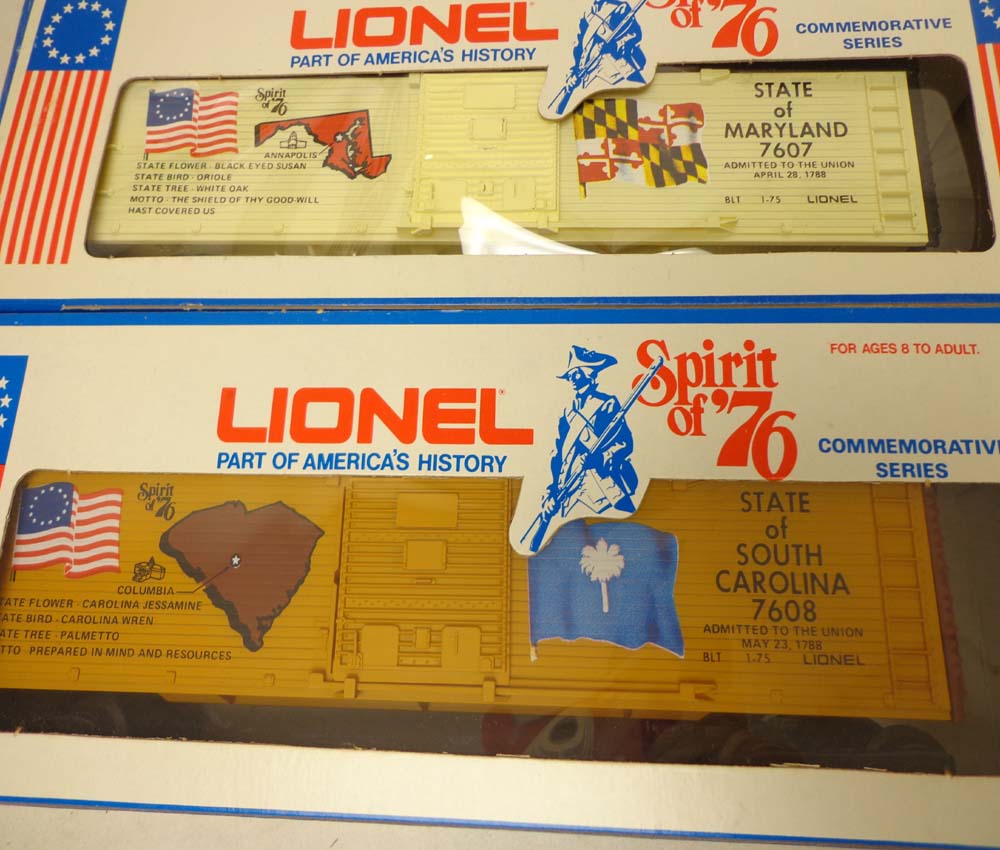 LIONEL
PART OF AMERICA'S HISTORY
Spirit
of '76
COMMEMORATIVE
SERIES
Spirit
of '76
ANNAPOLIS
STATE FLOWER - BLACK EYED SUSAN
STATE BIRD - ORIOLE
STATE TREE - WHITE OAK
MOTTO - THE SHIELD OF THY GOOD-WILL
HAST COVERED US
STATE
of
MARYLAND
7607
ADMITTED TO THE UNION
APRIL 28, 1788
BLT 1-75 LIONEL
LIONEL
PART OF AMERICA'S HISTORY
Spirit
of '76
FOR AGES 8 TO ADULT.
COMMEMORATIVE
SERIES
Spirit
of '76
COLUMBIA
ATE FLOWER - CAROLINA JESSAMINE
ATE BIRD - CAROLINA WREN
ATE TREE - PALMETTO
TTO - PREPARED IN MIND AND RESOURCES
STATE
of
SOUTH
CAROLINA
7608
ADMITTED TO THE UNION
MAY 23, 1788
BLT 1-75 LIONEL